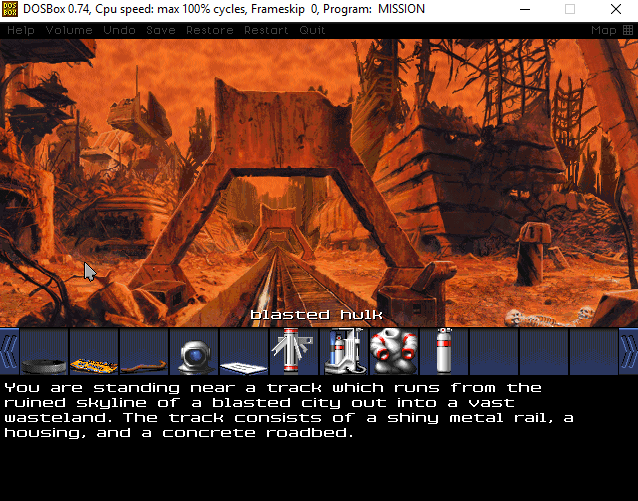 DOSBox 0.74, Cpu speed: max 100% cycles, Frameskip 0, Program: MISSION
Help Volume Undo Save Restore Restart Quit Map
blasted hulk
You are standing near a track which runs from the
ruined skyline of a blasted city out into a vast
wasteland. The track consists of a shiny metal rail, a
housing, and a concrete roadbed.